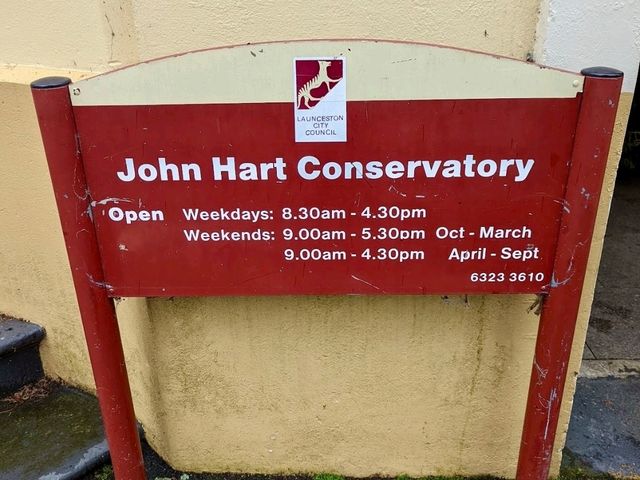 LAUNCESTON
CITY
COUNCIL
John Hart Conservatory
Open Weekdays: 8.30am - 4.30pm
Weekends: 9.00am - 5.30pm Oct - March
9.00am - 4.30pm April - Sept
6323 3610